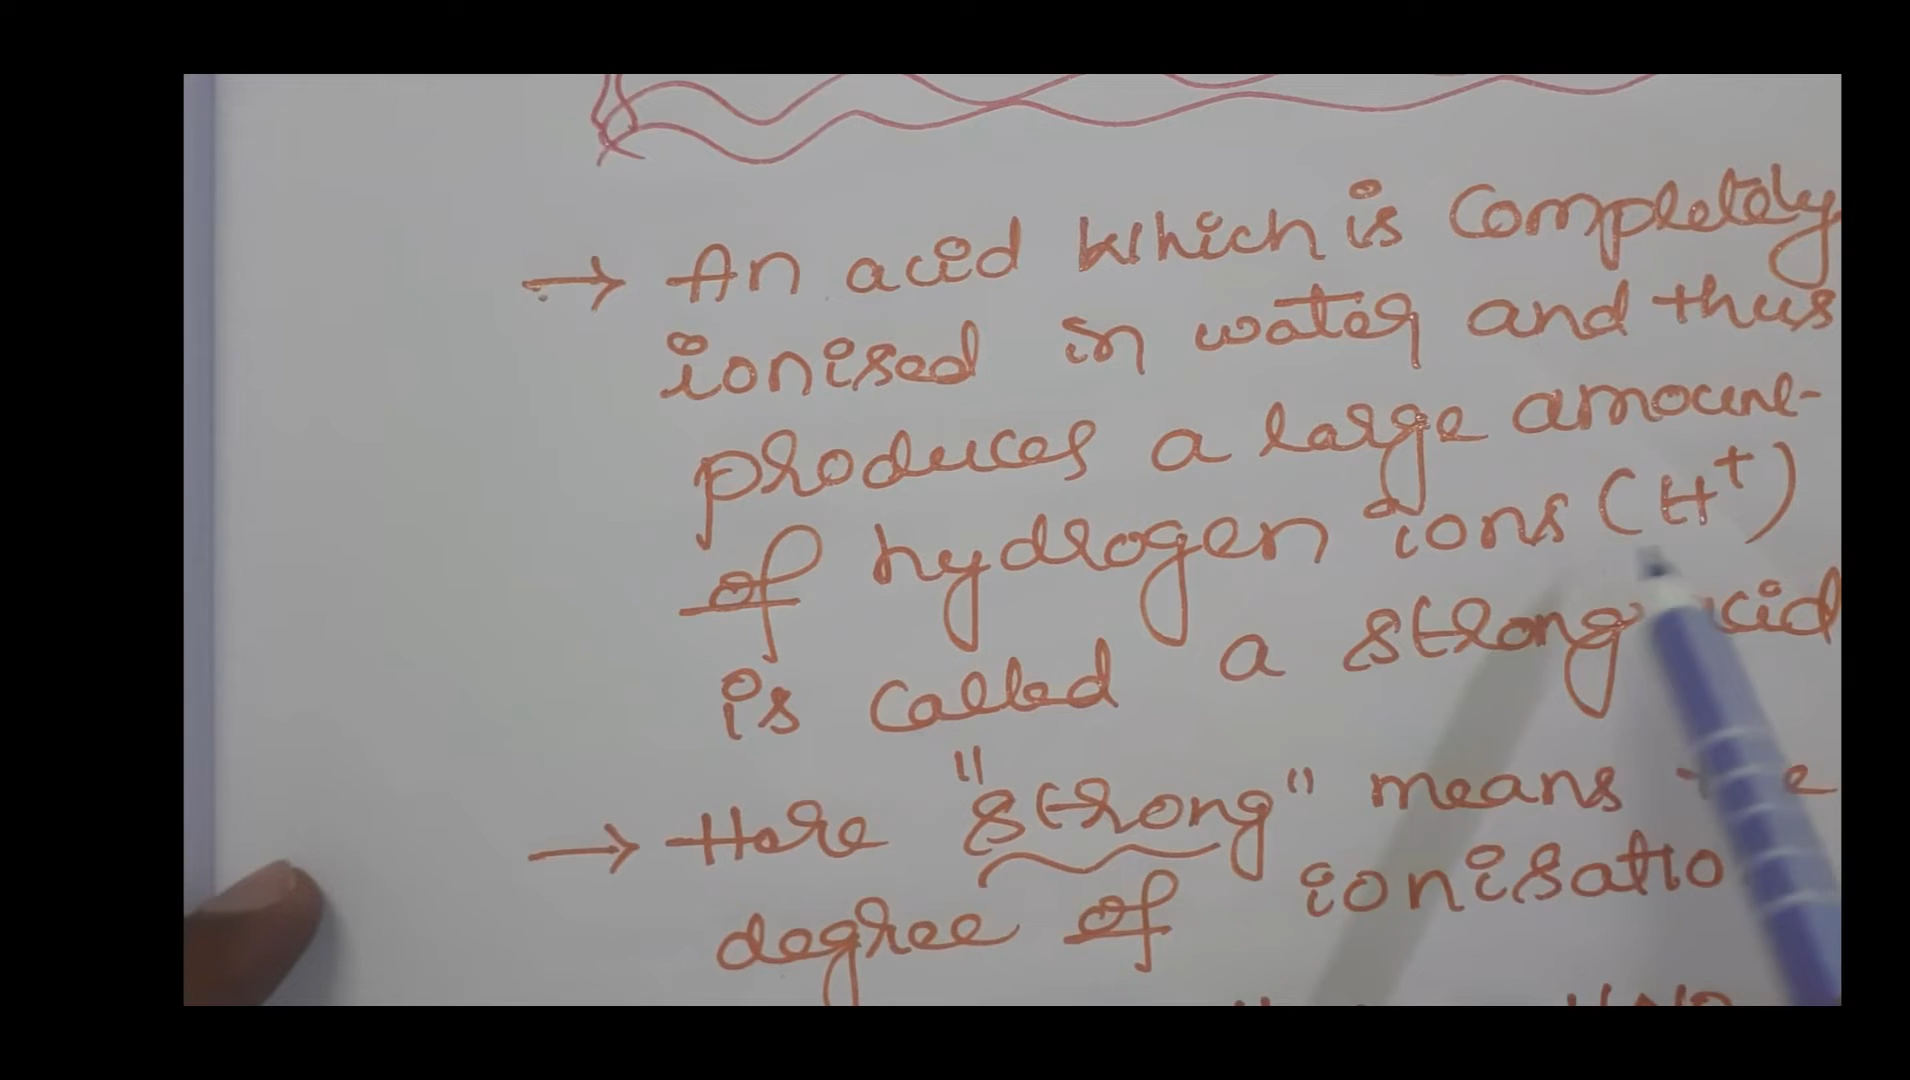 → An acid which is completely
ionised in water and thus
produces a large amount
of hydrogen ions (H⁺)
is called a strong acid
→ Here "strong" means
degree of